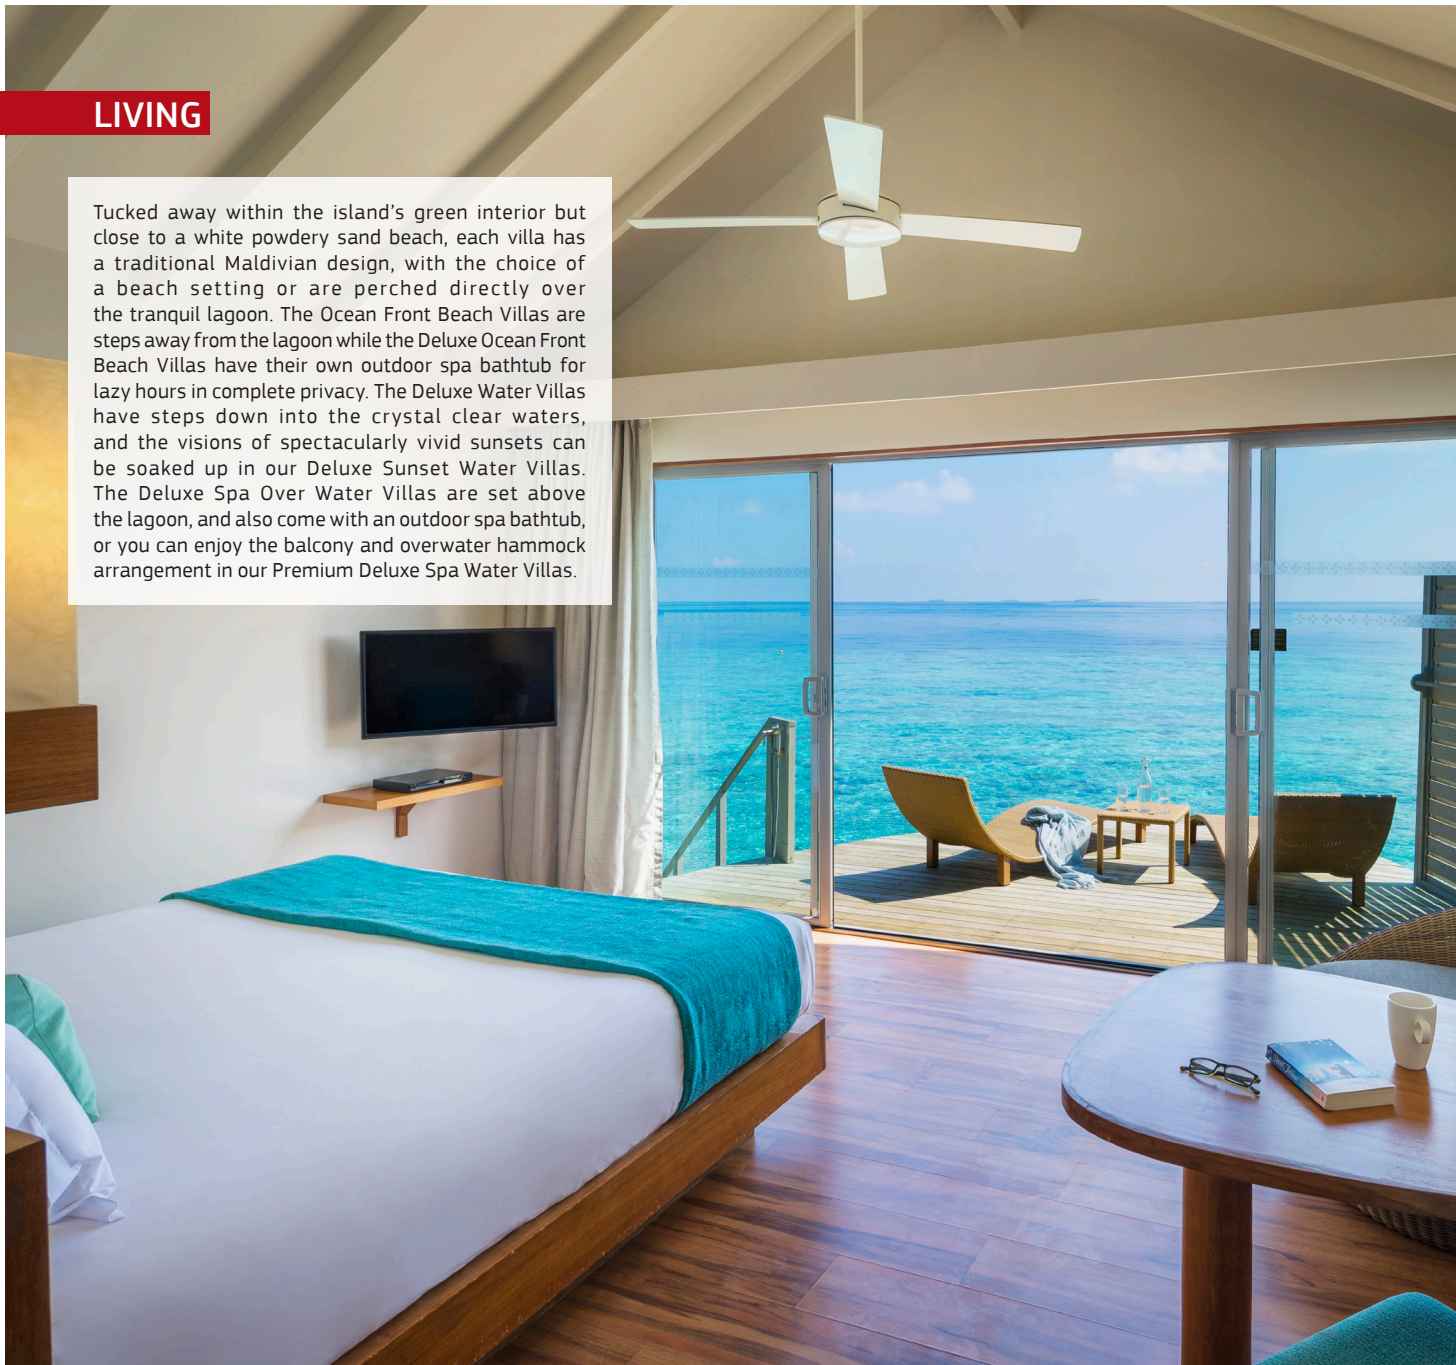 LIVING
Tucked away within the island's green interior but
close to a white powdery sand beach, each villa has
a traditional Maldivian design, with the choice of
a beach setting or are perched directly over
the tranquil lagoon. The Ocean Front Beach Villas are
steps away from the lagoon while the Deluxe Ocean Front
Beach Villas have their own outdoor spa bathtub for
lazy hours in complete privacy. The Deluxe Water Villas
have steps down into the crystal clear waters,
and the visions of spectacularly vivid sunsets can
be soaked up in our Deluxe Sunset Water Villas.
The Deluxe Spa Over Water Villas are set above
the lagoon, and also come with an outdoor spa bathtub,
or you can enjoy the balcony and overwater hammock
arrangement in our Premium Deluxe Spa Water Villas.